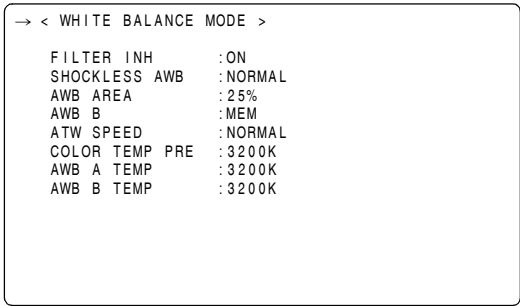 → < WHITE BALANCE MODE >
FILTER INH :ON
SHOCKLESS AWB :NORMAL
AWB AREA :25%
AWB B :MEM
ATW SPEED :NORMAL
COLOR TEMP PRE :3200K
AWB A TEMP :3200K
AWB B TEMP :3200K